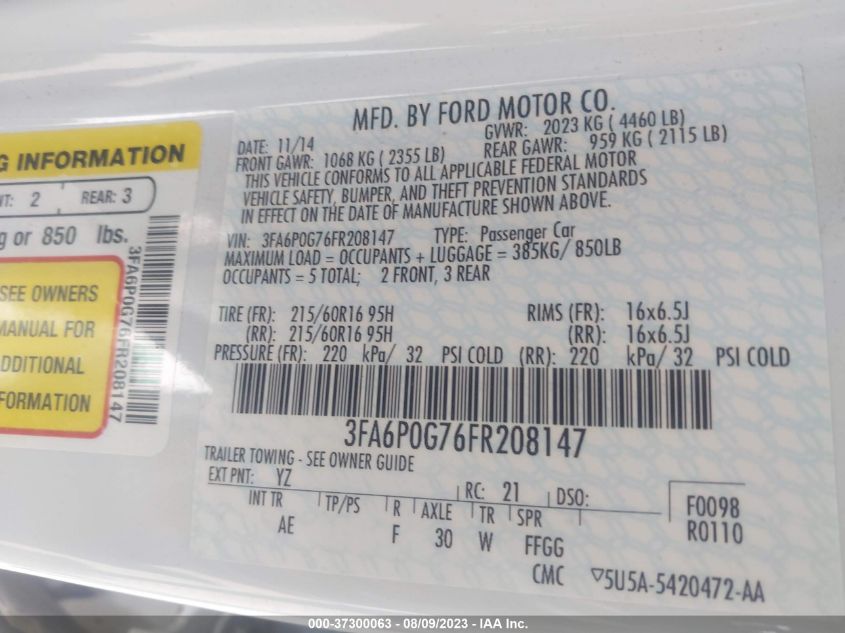 G INFORMATION
NT: 2 REAR: 3
g or 850 lbs.
SEE OWNERS
MANUAL FOR
ADDITIONAL
FORMATION
3FA6P0G76FR208147
MFD. BY FORD MOTOR CO.
DATE: 11/14 GVWR: 2023 KG ( 4460 LB)
FRONT GAWR: 1068 KG ( 2355 LB) REAR GAWR: 959 KG ( 2115 LB)
THIS VEHICLE CONFORMS TO ALL APPLICABLE FEDERAL MOTOR
VEHICLE SAFETY, BUMPER, AND THEFT PREVENTION STANDARDS
IN EFFECT ON THE DATE OF MANUFACTURE SHOWN ABOVE.
VIN: 3FA6P0G76FR208147 TYPE: Passenger Car
MAXIMUM LOAD = OCCUPANTS + LUGGAGE = 385KG/ 850LB
OCCUPANTS = 5 TOTAL; 2 FRONT, 3 REAR
TIRE (FR): 215/60R16 95H RIMS (FR): 16x6.5J
(RR): 215/60R16 95H (RR): 16x6.5J
PRESSURE (FR): 220 kPa/ 32 PSI COLD (RR): 220 kPa/ 32 PSI COLD
3FA6P0G76FR208147
TRAILER TOWING - SEE OWNER GUIDE
EXT PNT: YZ RC: 21 DSO:
INT TR TP/PS R AXLE TR SPR F0098
AE F 30 W FFGG R0110
CMC ▽5U5A-5420472-AA
000-37300063 - 08/09/2023 - IAA Inc.